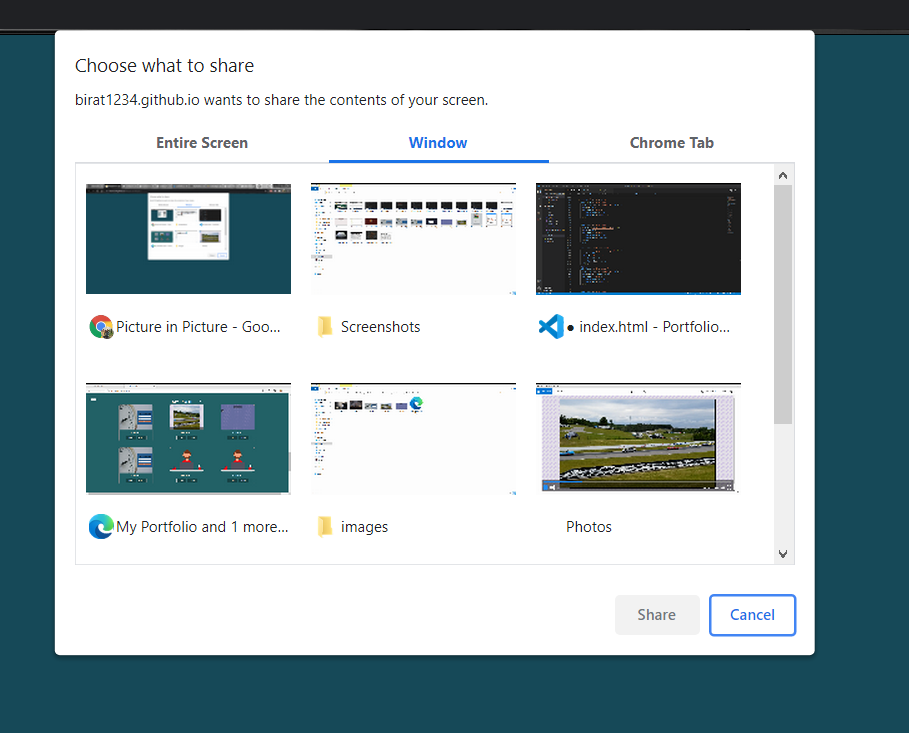 Choose what to share
birat1234.github.io wants to share the contents of your screen.
Entire Screen Window Chrome Tab
Picture in Picture - Goo... Screenshots ● index.html - Portfolio...
My Portfolio and 1 more... images Photos
Share Cancel